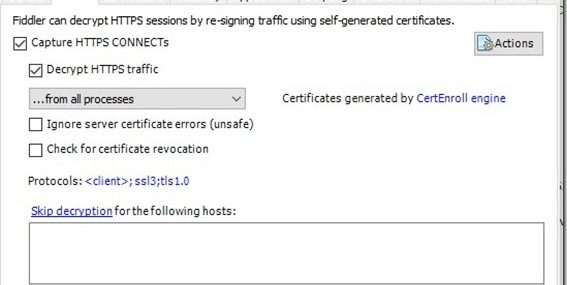 Fiddler can decrypt HTTPS sessions by re-signing traffic using self-generated certificates.
Capture HTTPS CONNECTs
Actions
Decrypt HTTPS traffic
...from all processes
Certificates generated by CertEnroll engine
Ignore server certificate errors (unsafe)
Check for certificate revocation
Protocols: <client>; ssl3;tls1.0
Skip decryption for the following hosts: